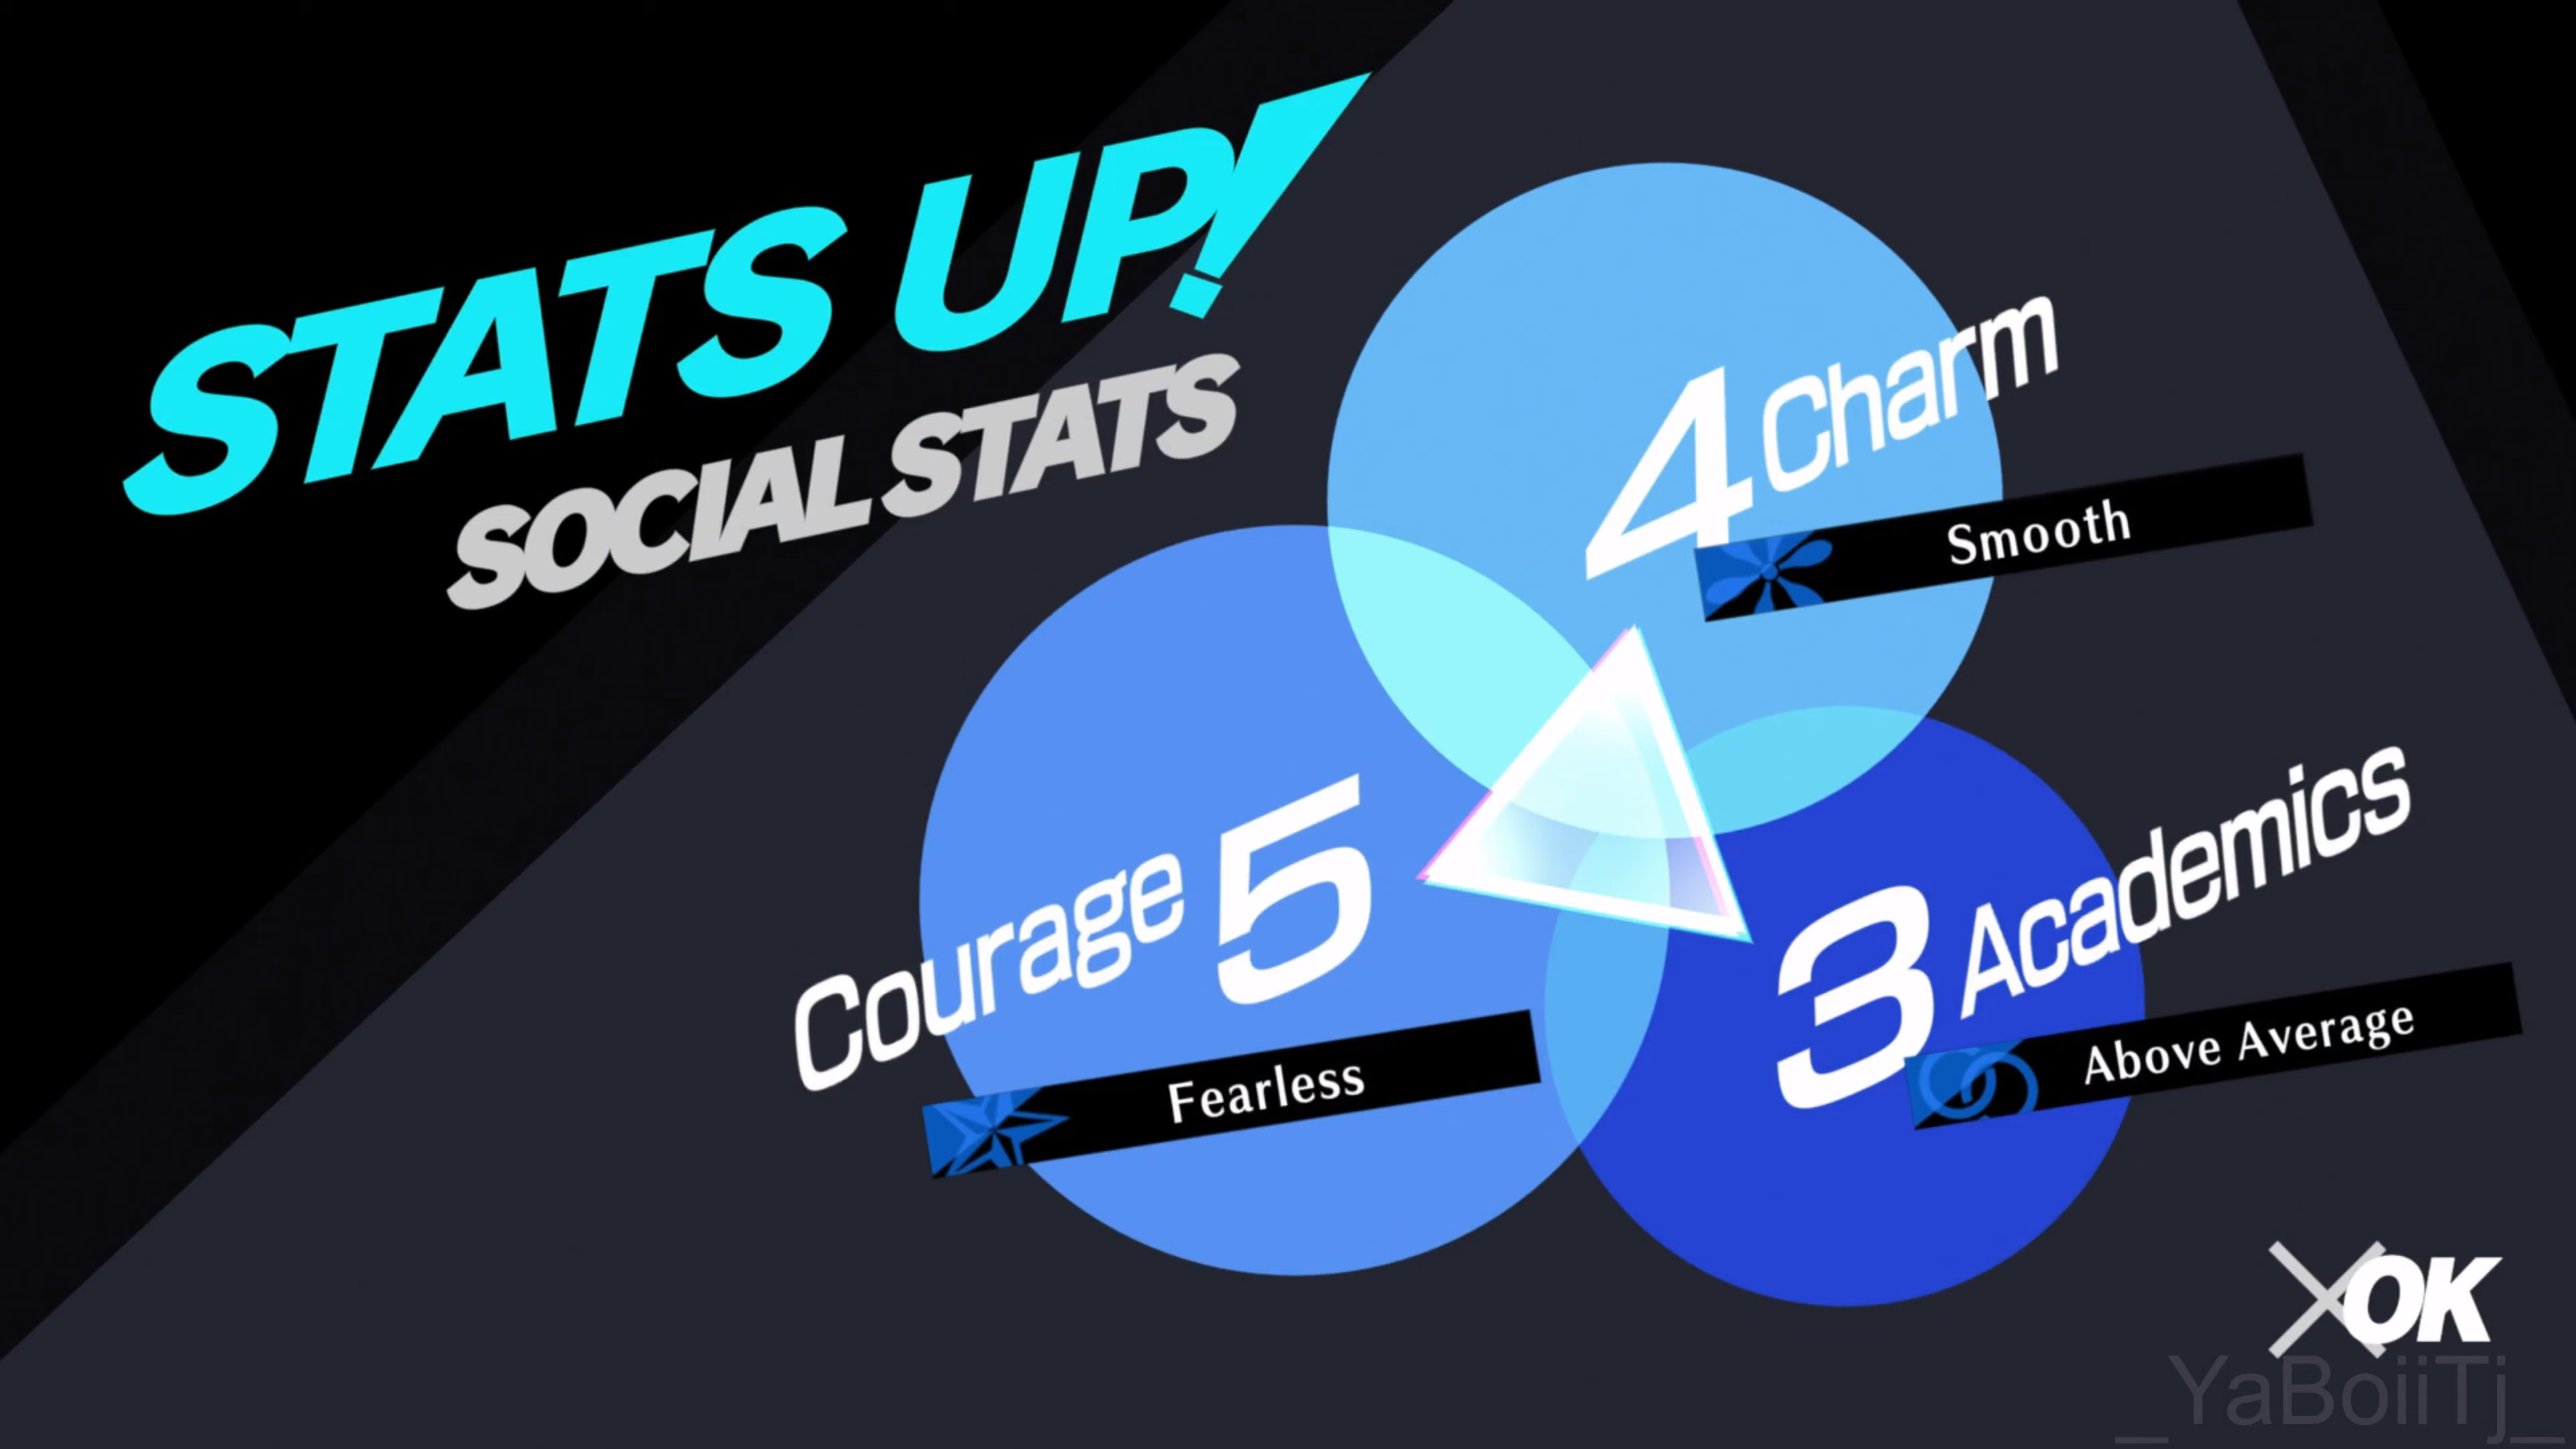 STATS UP!
SOCIAL STATS
4 Charm
Smooth
Courage 5
Fearless
3 Academics
Above Average
OK
_YaBoiiTj_